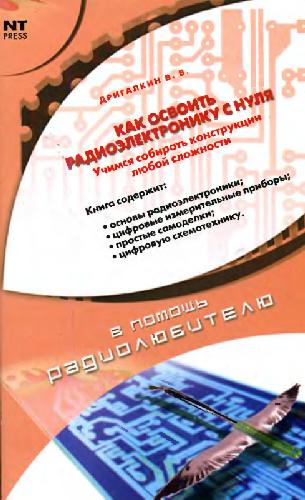 NT
PRESS
ДРИГАЛКИН В. В.
КАК ОСВОИТЬ
РАДИОЭЛЕКТРОНИКУ С НУЛЯ
Учимся собирать конструкции
любой сложности
Книга содержит:
• основы радиоэлектроники;
• цифровые измерительные приборы;
• простые самоделки;
• цифровую схемотехнику.
В ПОМОЩЬ
РАДИОЛЮБИТЕЛЮ